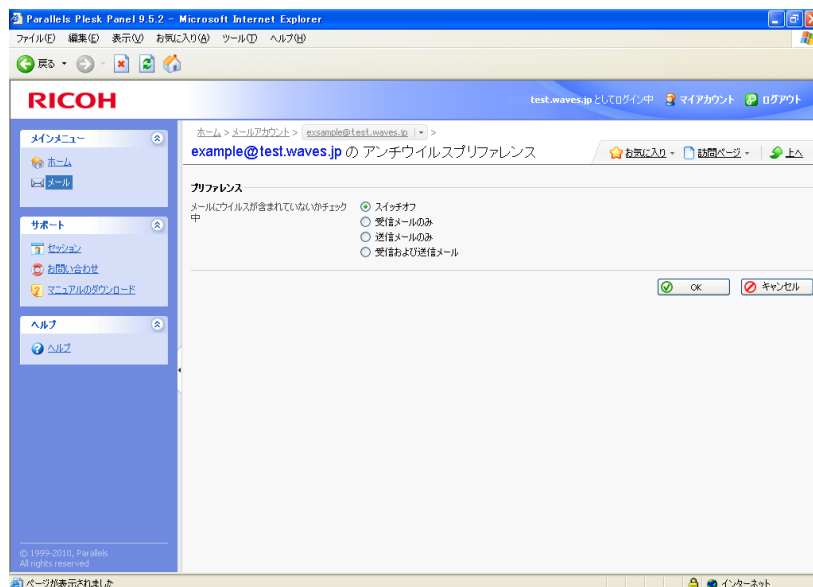 Parallels Plesk Panel 9.5.2 - Microsoft Internet Explorer
ファイル(F) 編集(E) 表示(V) お気に入り(A) ツール(T) ヘルプ(H)
戻る
RICOH
test.waves.jp としてログイン中 マイアカウント ログアウト
ホーム > メールアカウント > exsample@test.waves.jp >
example@test.waves.jp の アンチウイルスプリファレンス
お気に入り 訪問ページ 上へ
メインメニュー
ホーム
メール
サポート
セッション
お問い合わせ
マニュアルのダウンロード
ヘルプ
ヘルプ
プリファレンス
メールにウイルスが含まれていないかチェック
中
スイッチオフ
受信メールのみ
送信メールのみ
受信および送信メール
OK キャンセル
© 1999-2010, Parallels
All rights reserved
ページが表示されました
インターネット